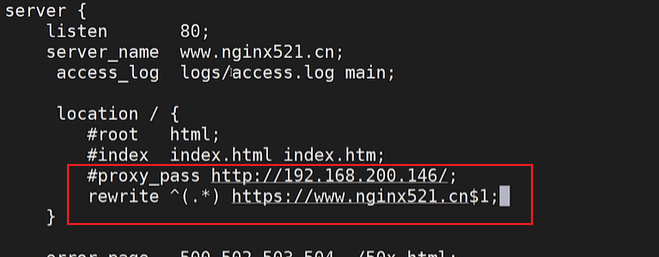 server {
listen 80;
server_name www.nginx521.cn;
access_log logs/access.log main;
location / {
#root html;
#index index.html index.htm;
#proxy_pass http://192.168.200.146/;
rewrite ^(.*) https://www.nginx521.cn$1;
}
error_page 500 502 503 504 /50x.html;